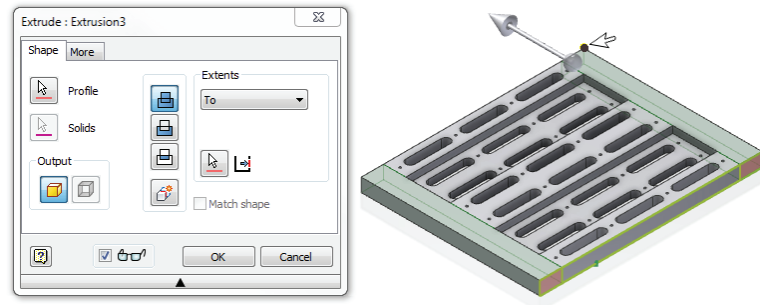 Extrude : Extrusion3
Shape
More
Profile
Solids
Output
Extents
To
Match shape
OK
Cancel